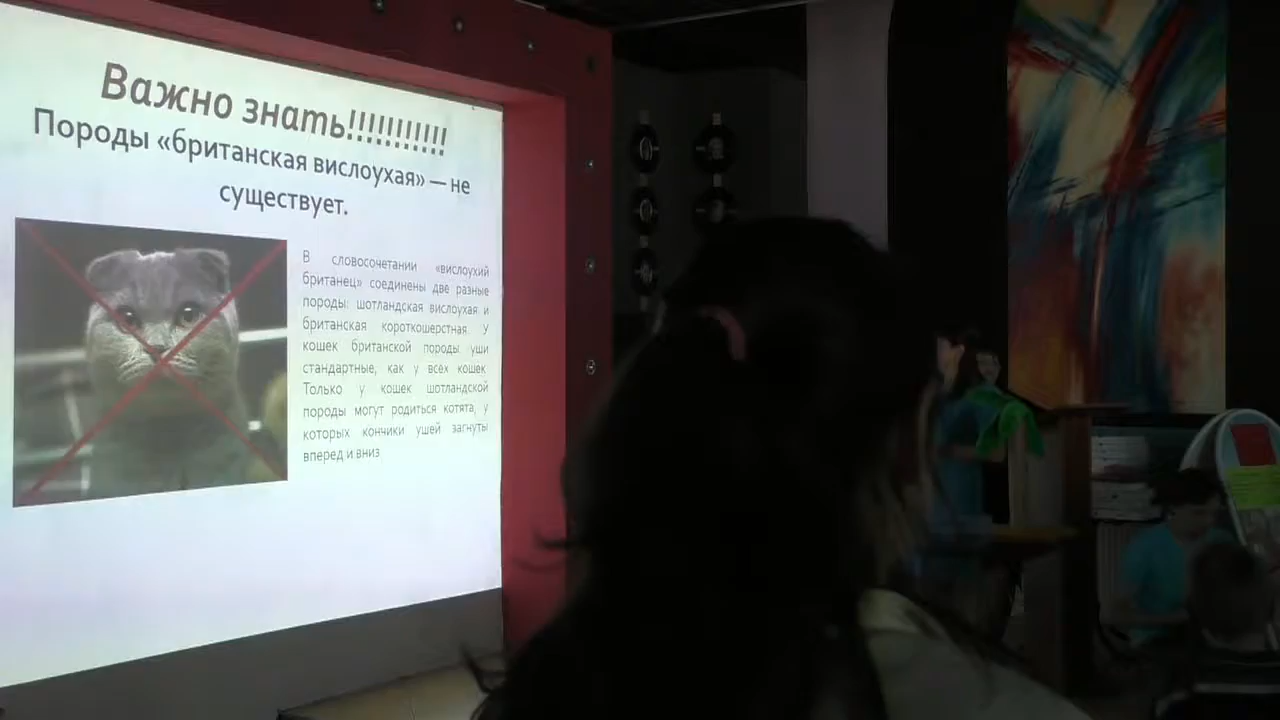 Важно знать!!!!!!!!!!!
Породы «британская вислоухая» — не
существует.
В словосочетании «вислоухий
британец» соединены две разные
породы: шотландская вислоухая и
британская короткошерстная. У
кошек британской породы уши
стандартные, как у всех кошек.
Только у кошек шотландской
породы могут родиться котята, у
которых кончики ушей загнуты
вперед и вниз